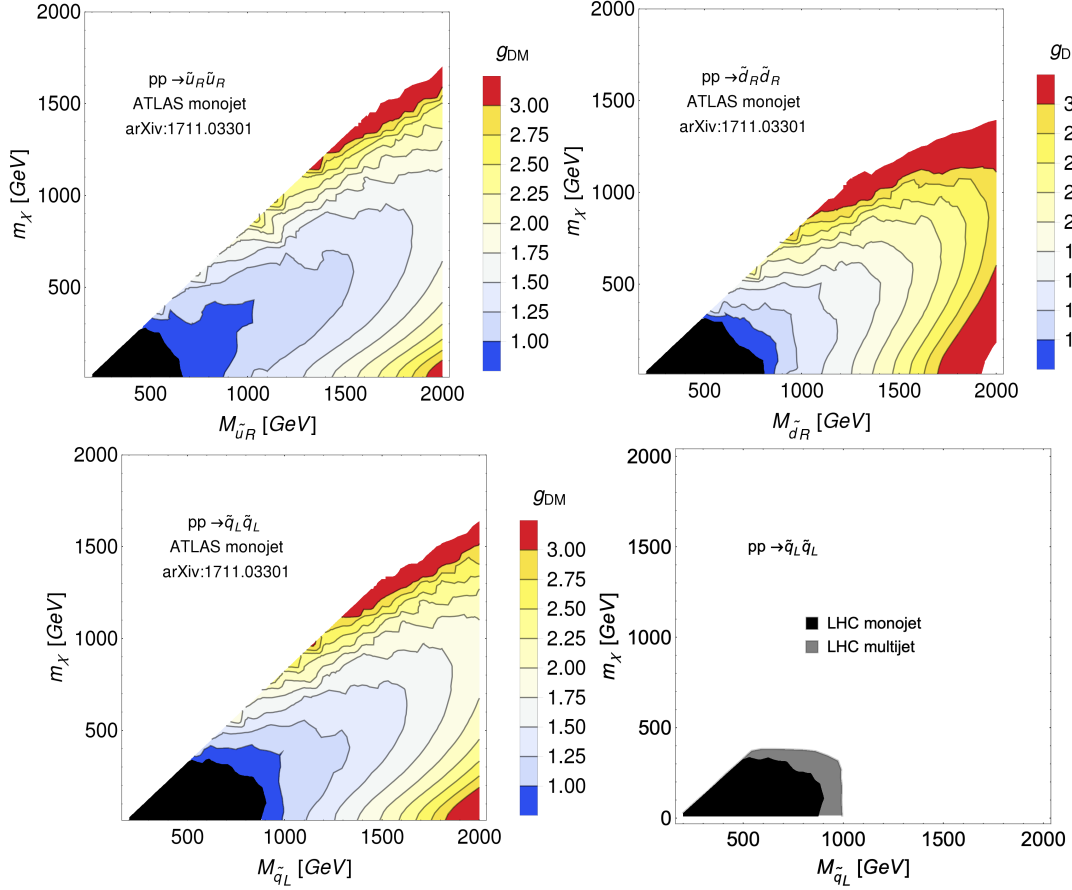 2000
1500
1000
500
m_χ [GeV]
pp → ũ_R ũ_R
ATLAS monojet
arXiv:1711.03301
500 1000 1500 2000
M_ũR [GeV]
g_DM
3.00
2.75
2.50
2.25
2.00
1.75
1.50
1.25
1.00
2000
1500
1000
500
m_χ [GeV]
pp → d̃_R d̃_R
ATLAS monojet
arXiv:1711.03301
500 1000 1500 2000
M_d̃R [GeV]
2000
1500
1000
500
m_χ [GeV]
pp → q̃_L q̃_L
ATLAS monojet
arXiv:1711.03301
500 1000 1500 2000
M_q̃L [GeV]
g_DM
3.00
2.75
2.50
2.25
2.00
1.75
1.50
1.25
1.00
2000
1500
1000
500
0
m_χ [GeV]
pp → q̃_L q̃_L
LHC monojet
LHC multijet
500 1000 1500 2000
M_q̃L [GeV]